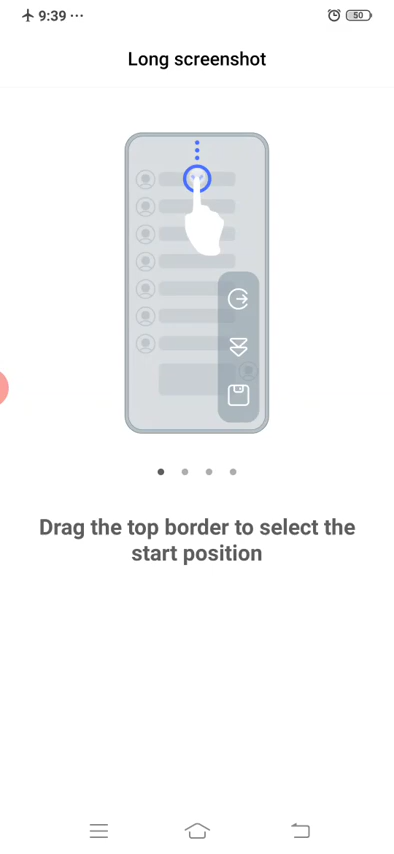 9:39 ···
50
Long screenshot
Drag the top border to select the
start position